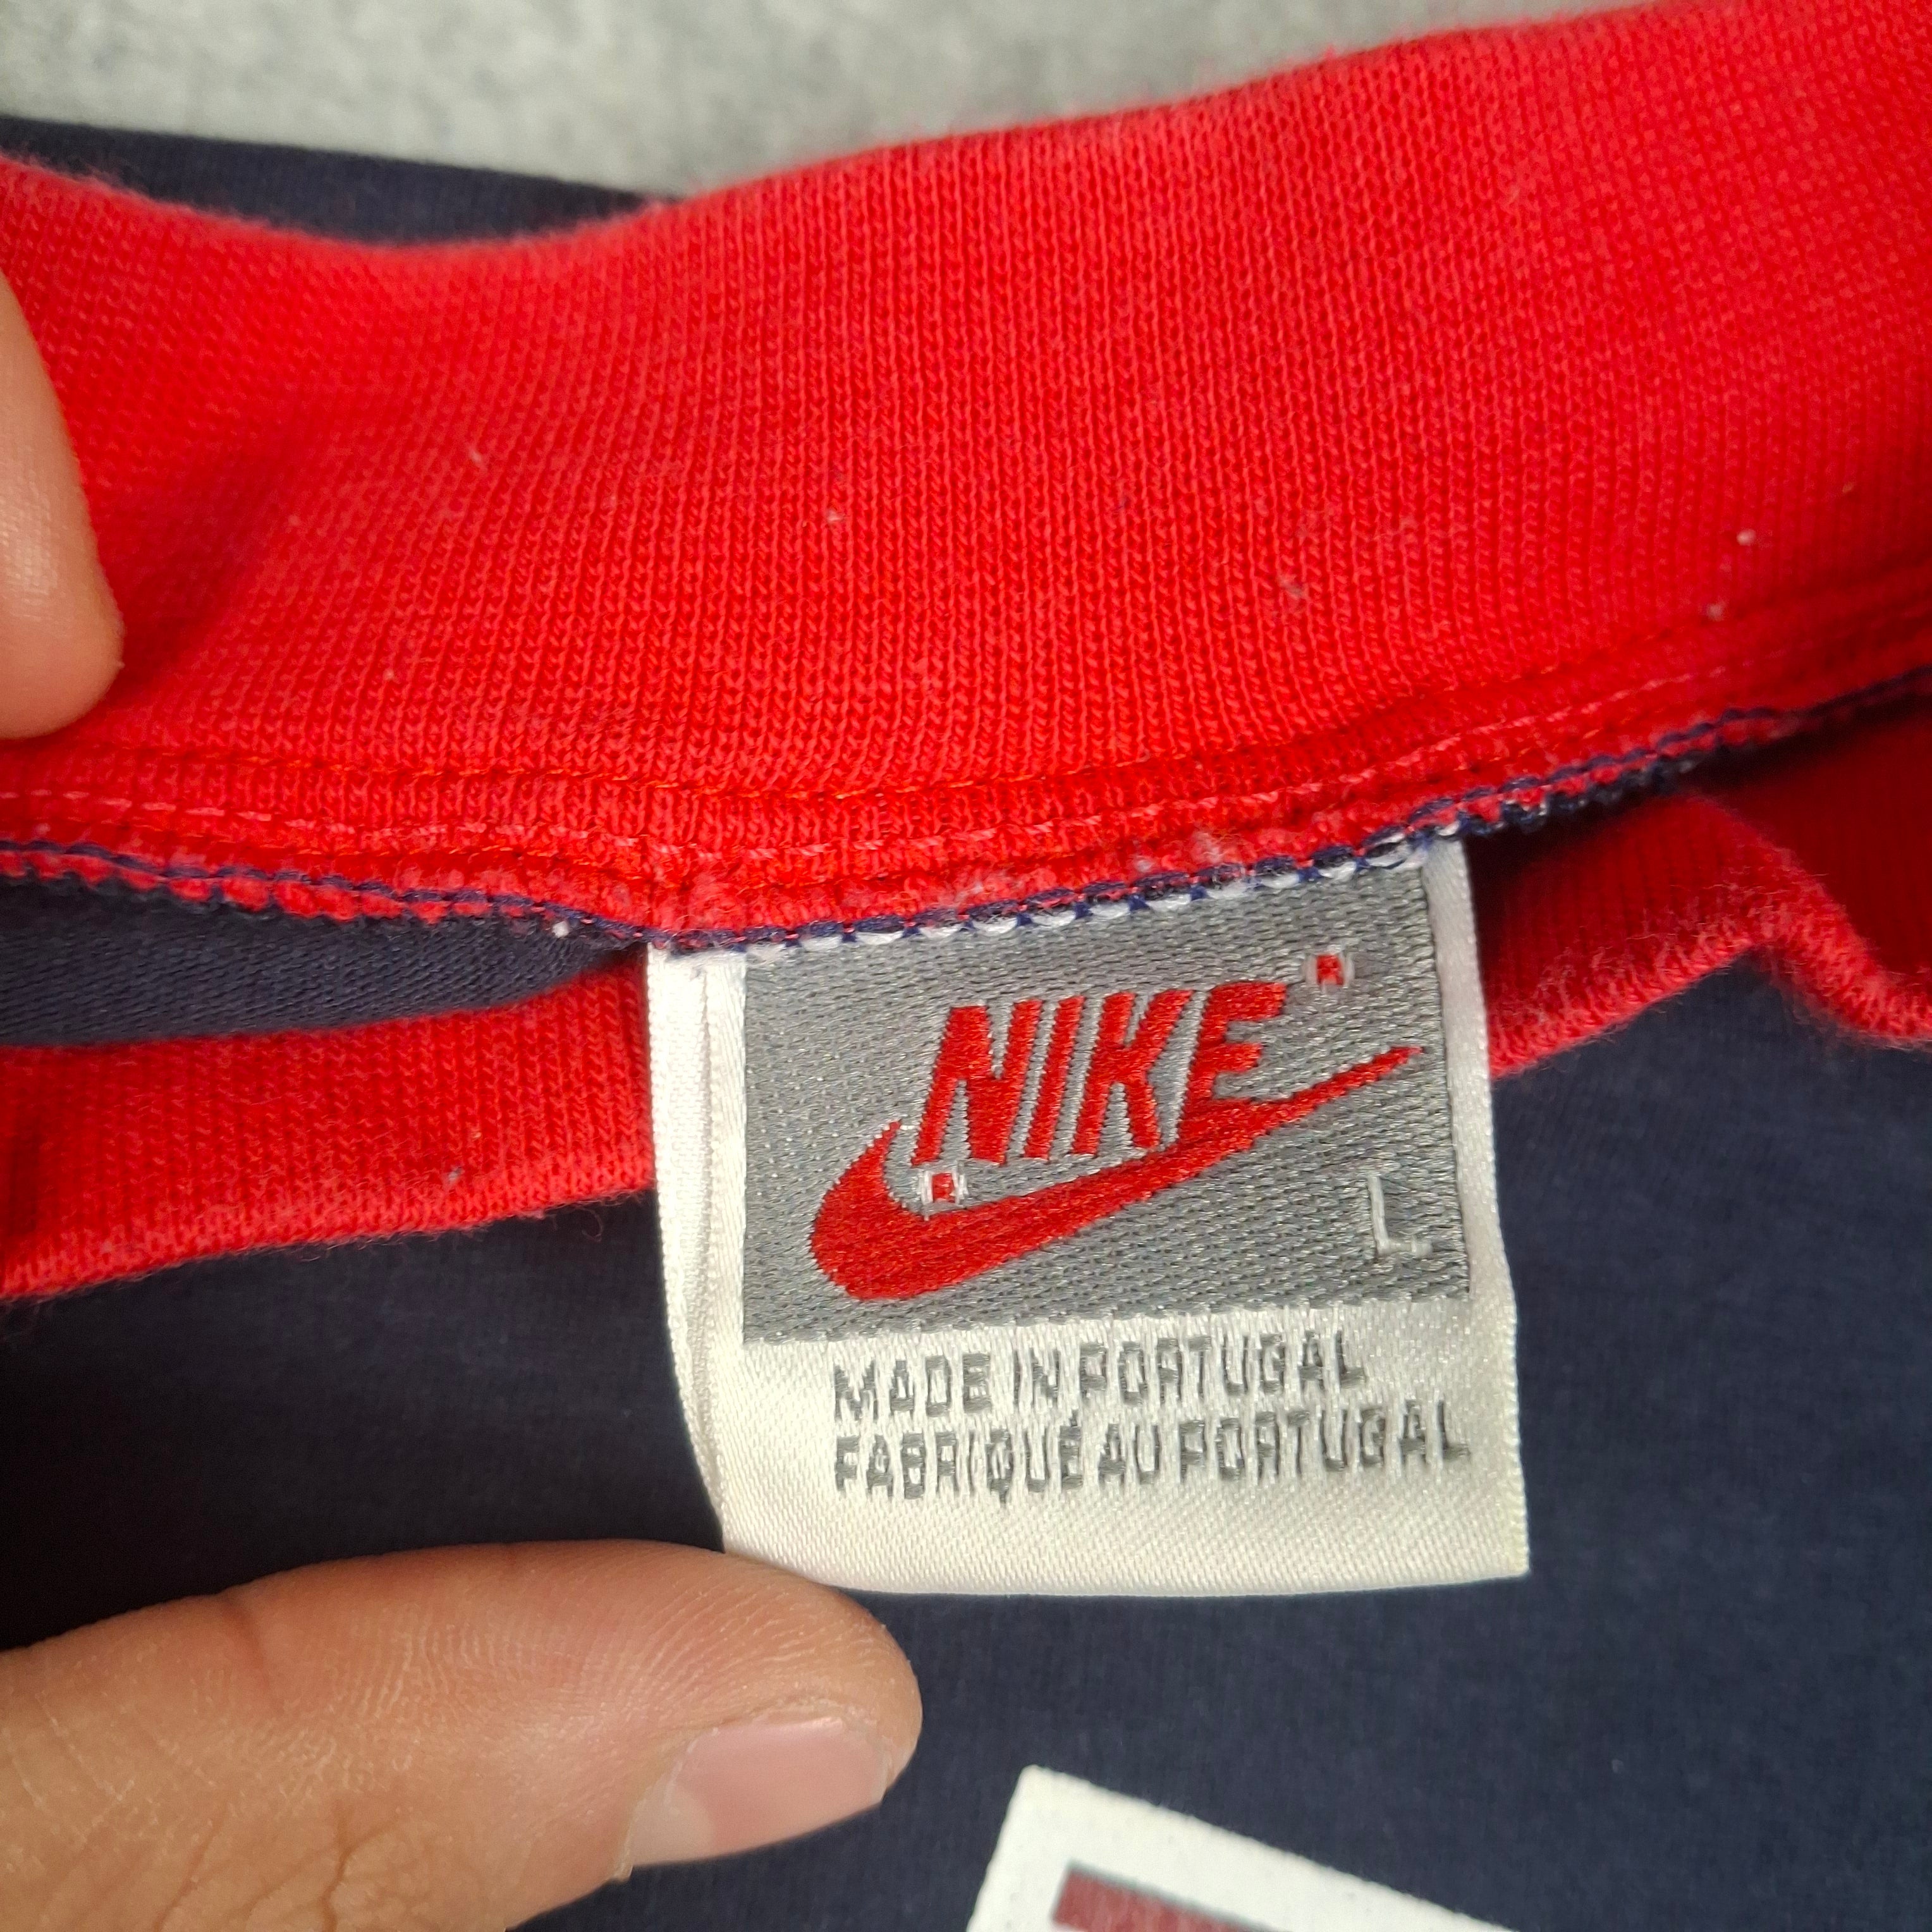 NIKE
L
MADE IN PORTUGAL
FABRIQUÉ AU PORTUGAL